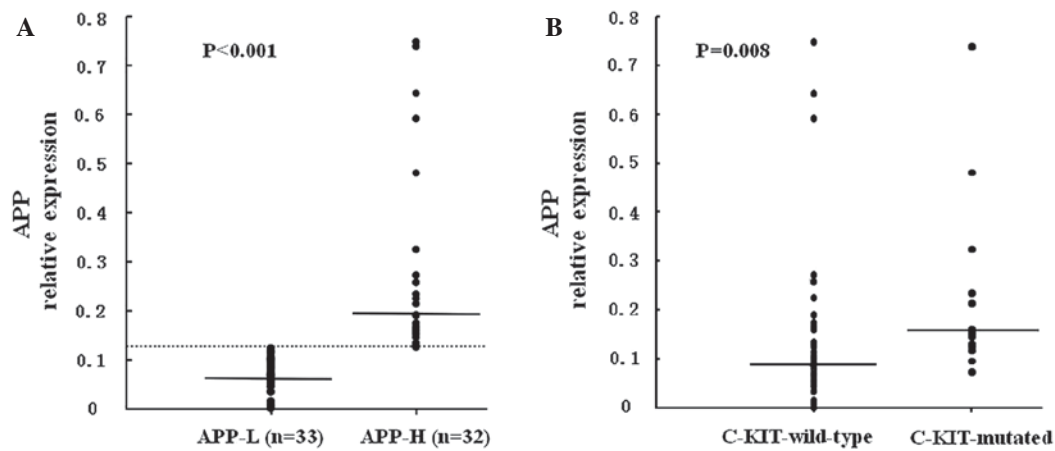 A
P<0.001
APP
relative expression
0.8
0.7
0.6
0.5
0.4
0.3
0.2
0.1
0
APP-L (n=33) APP-H (n=32)
B
P=0.008
APP
relative expression
0.8
0.7
0.6
0.5
0.4
0.3
0.2
0.1
0
C-KIT-wild-type C-KIT-mutated